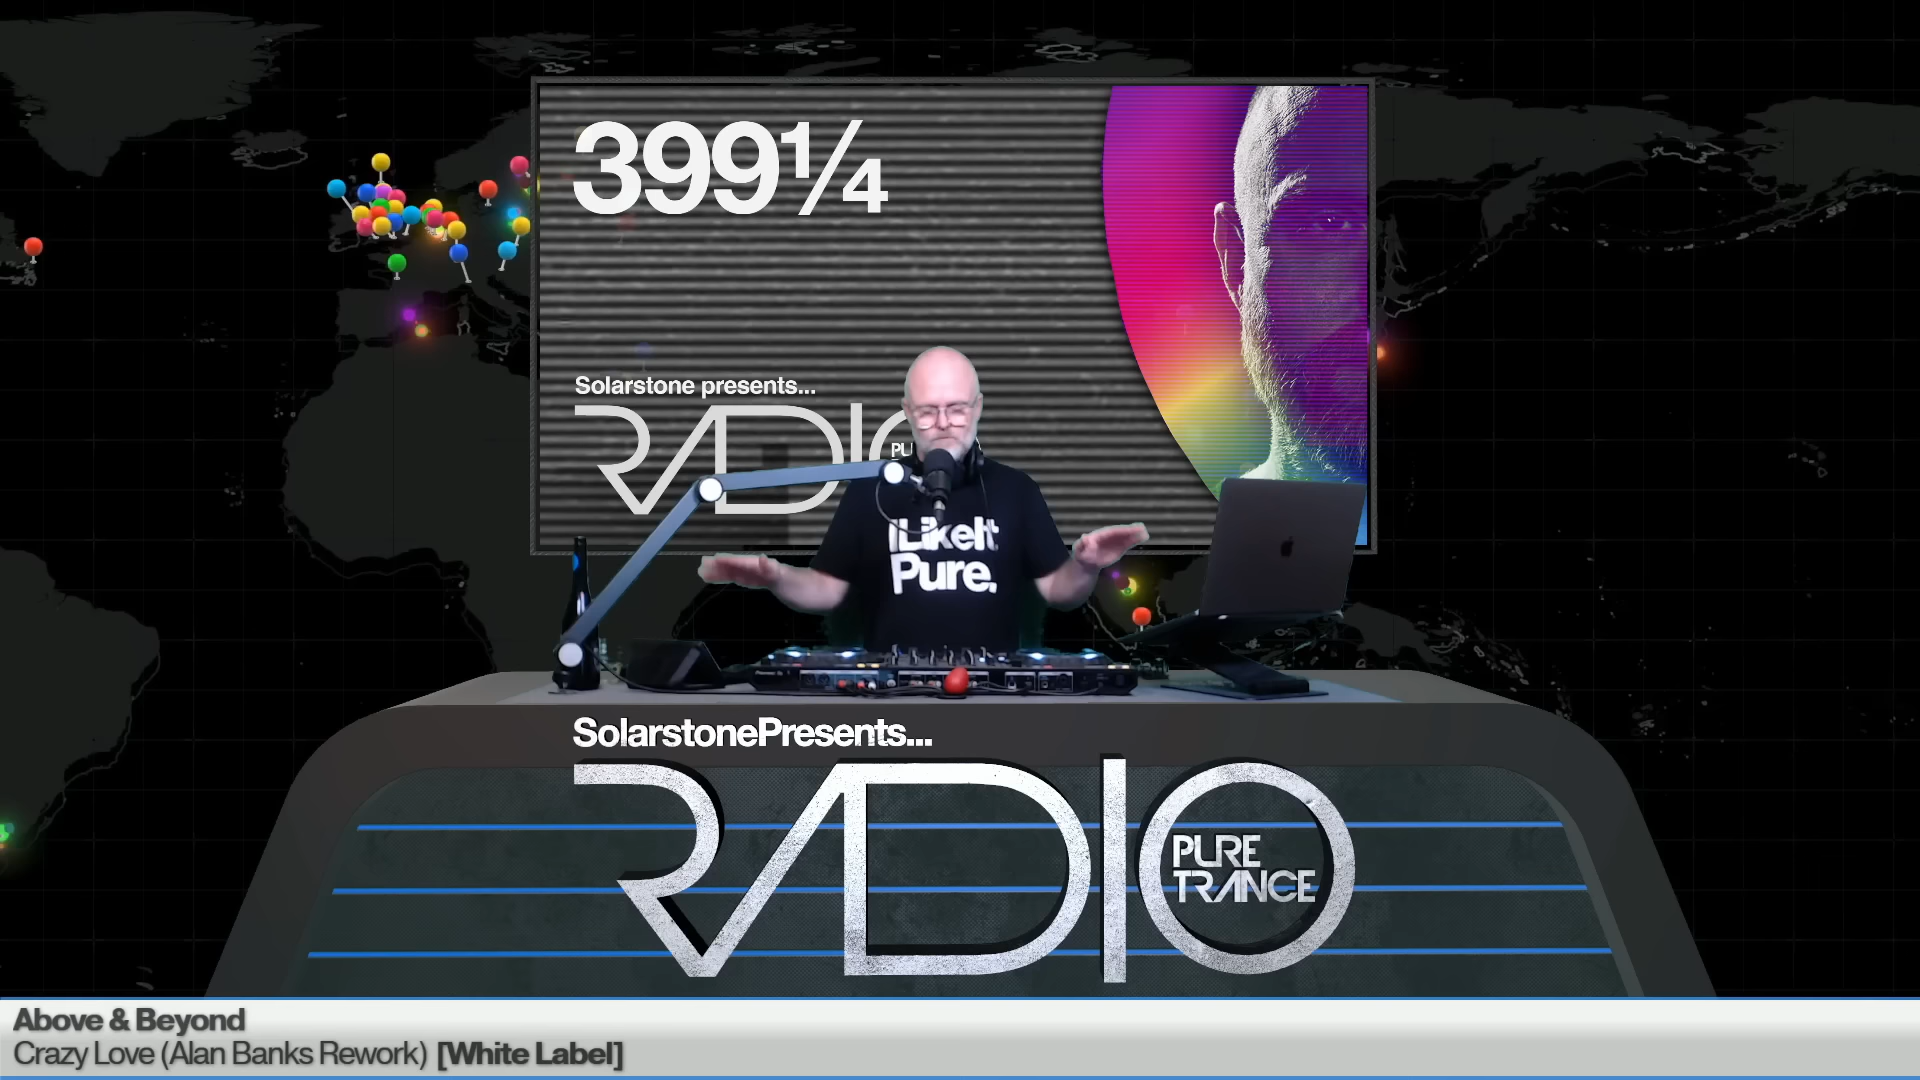 399¼
Solarstone presents...
RADIO
PU
ILikeIt
Pure.
SolarstonePresents...
RADIO
PURE
TRANCE
Above & Beyond
Crazy Love (Alan Banks Rework) [White Label]